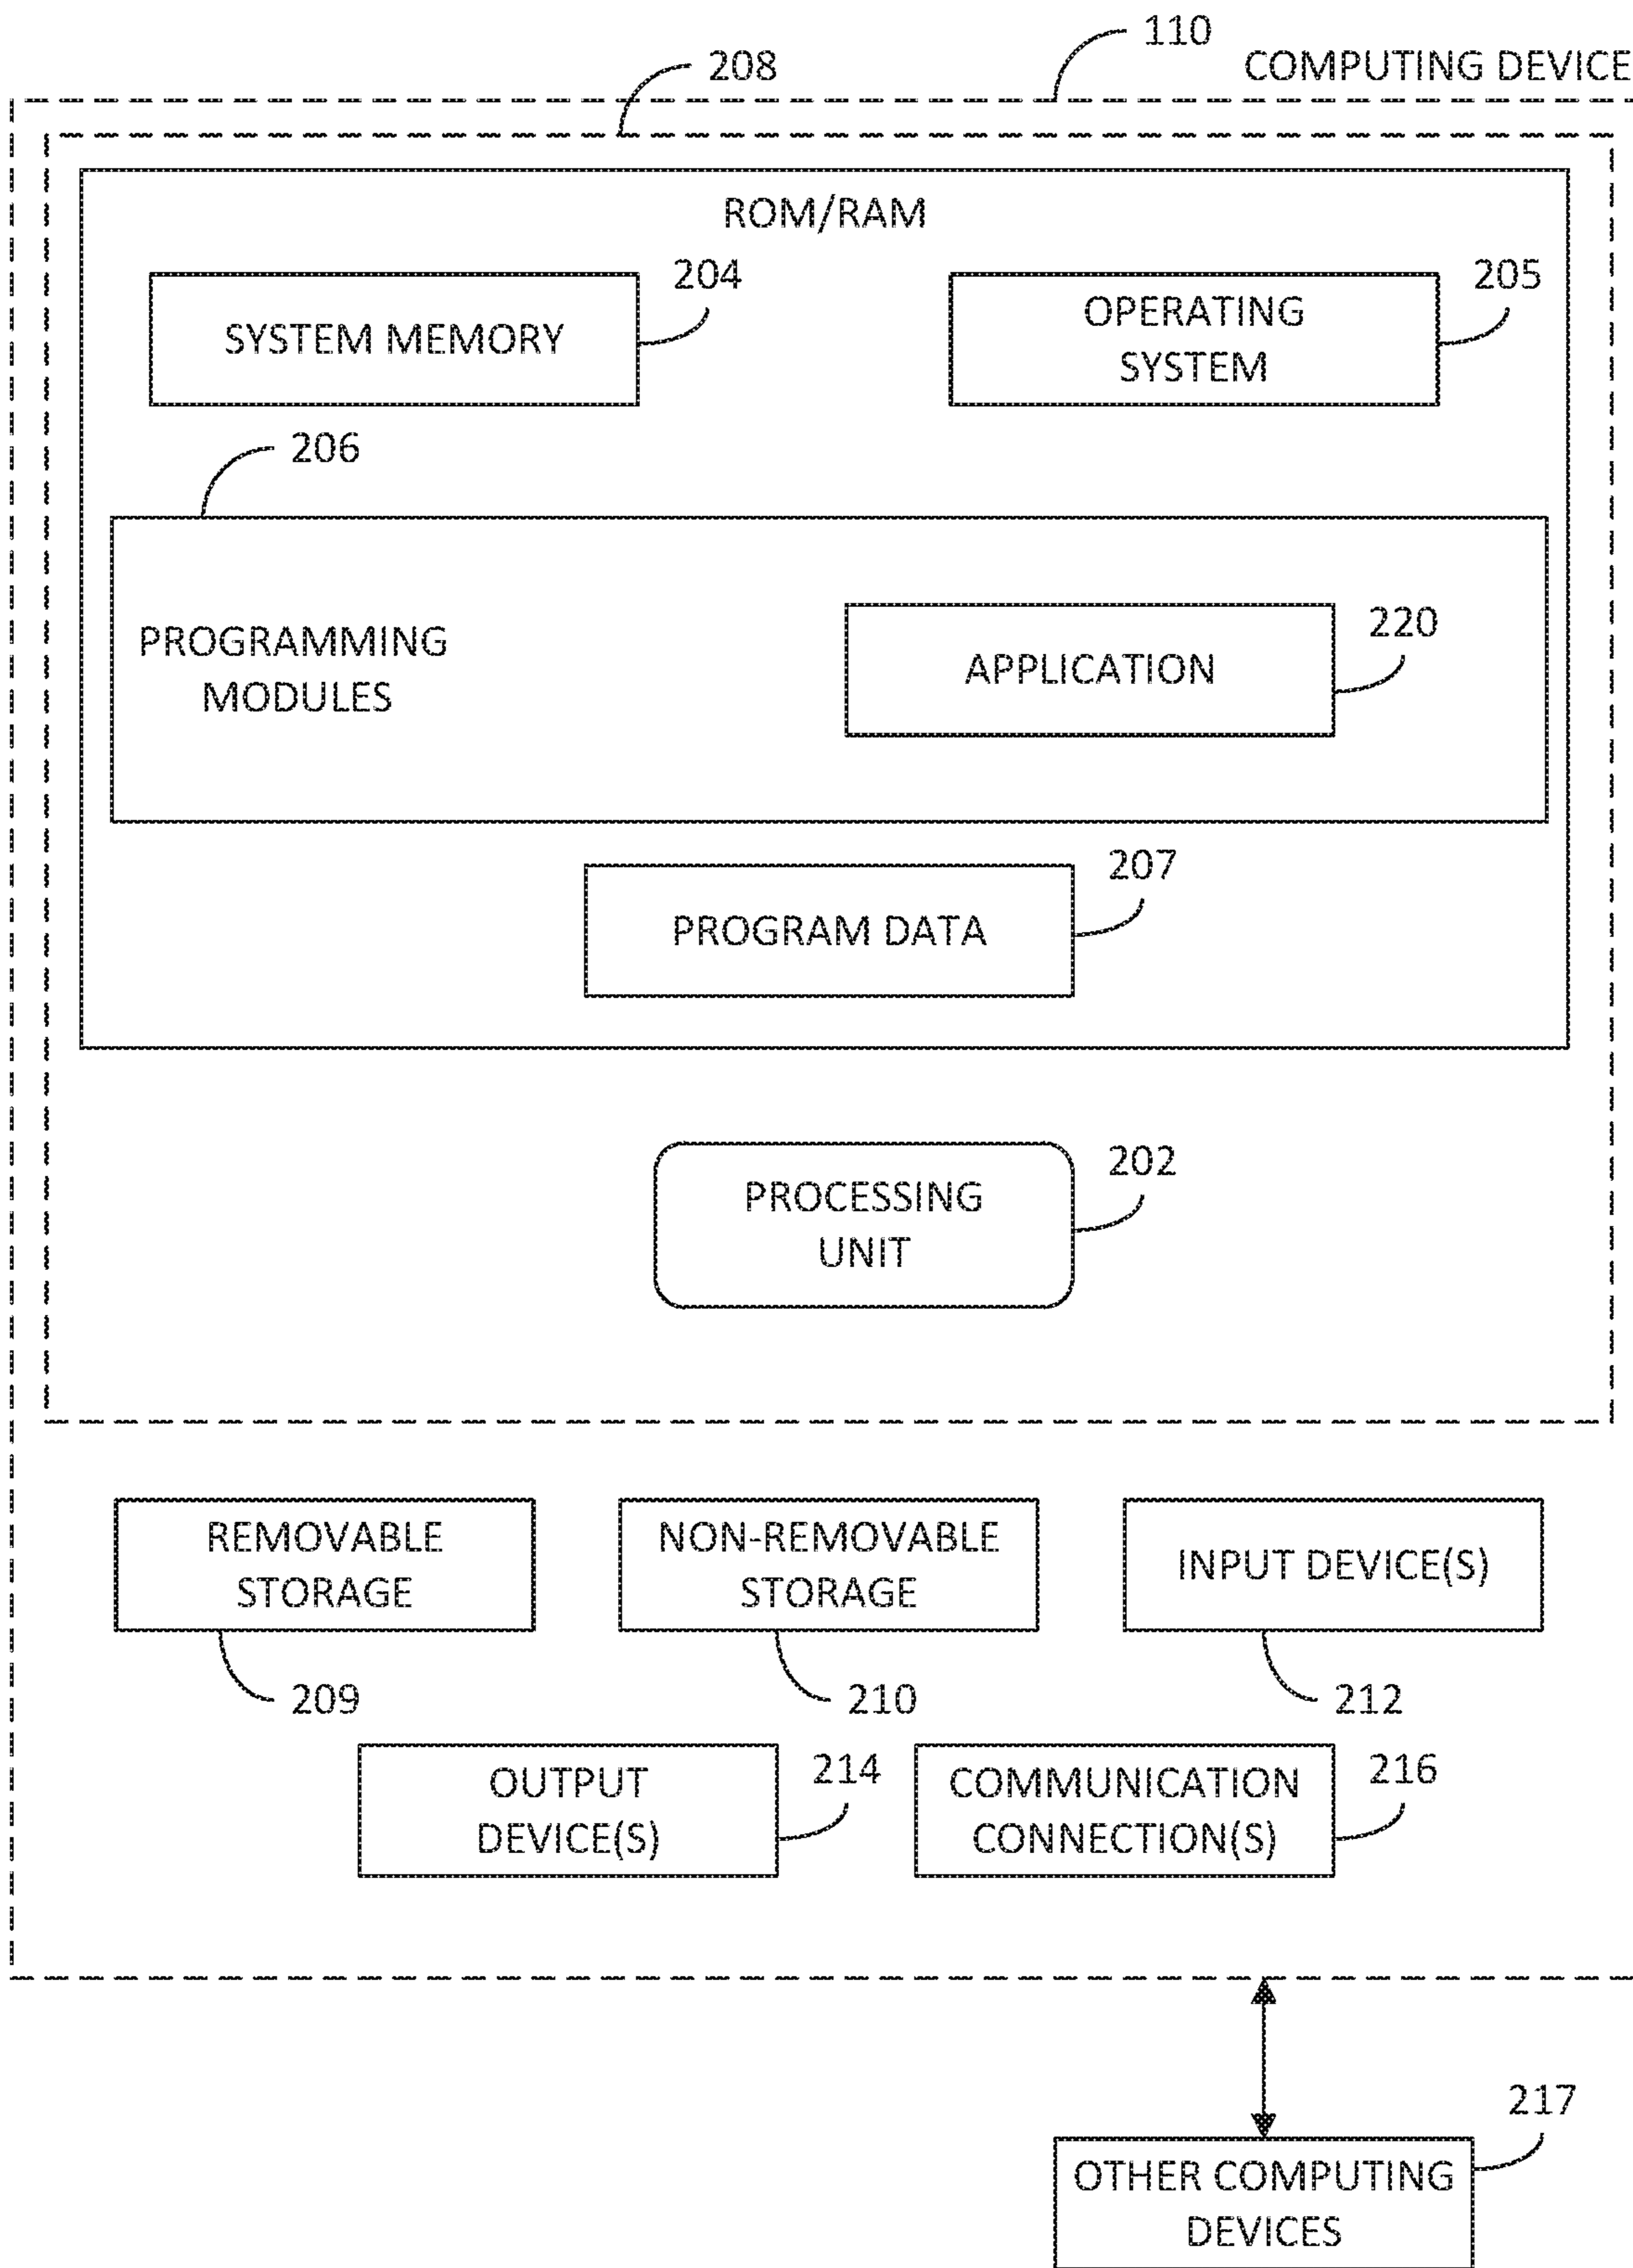 110
COMPUTING DEVICE
208
ROM/RAM
204
205
SYSTEM MEMORY
OPERATING
SYSTEM
206
PROGRAMMING
MODULES
APPLICATION
220
207
PROGRAM DATA
202
PROCESSING
UNIT
REMOVABLE
STORAGE
NON-REMOVABLE
STORAGE
INPUT DEVICE(S)
209
210
212
OUTPUT
DEVICE(S)
214
COMMUNICATION
CONNECTION(S)
216
217
OTHER COMPUTING
DEVICES